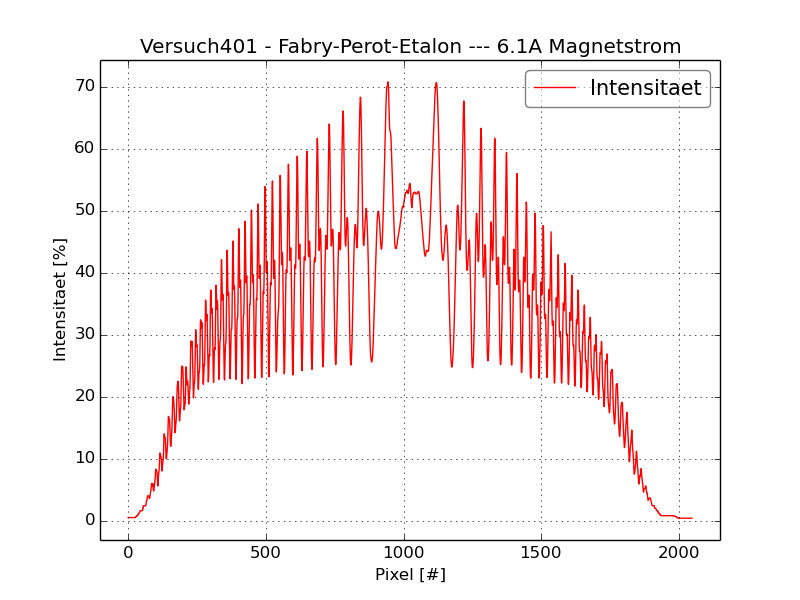 Versuch401 - Fabry-Perot-Etalon --- 6.1A Magnetstrom
Intensitaet
70
60
50
40
30
20
10
0
Intensitaet [%]
0 500 1000 1500 2000
Pixel [#]